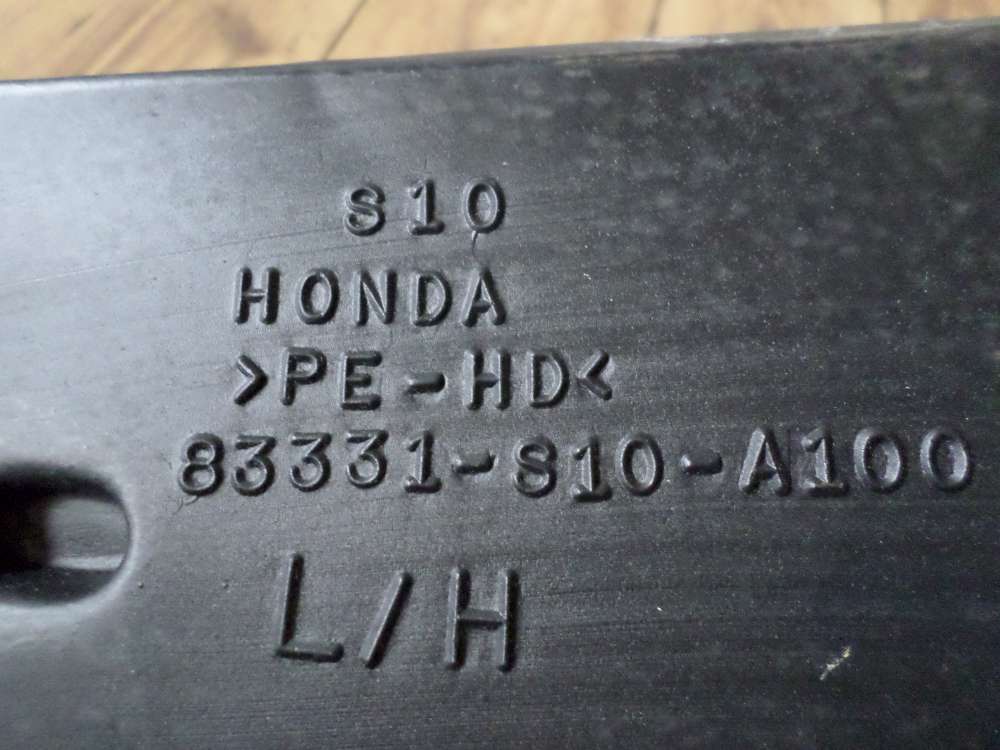 S10
HONDA
>PE-HD<
83331-S10-A100
L/H